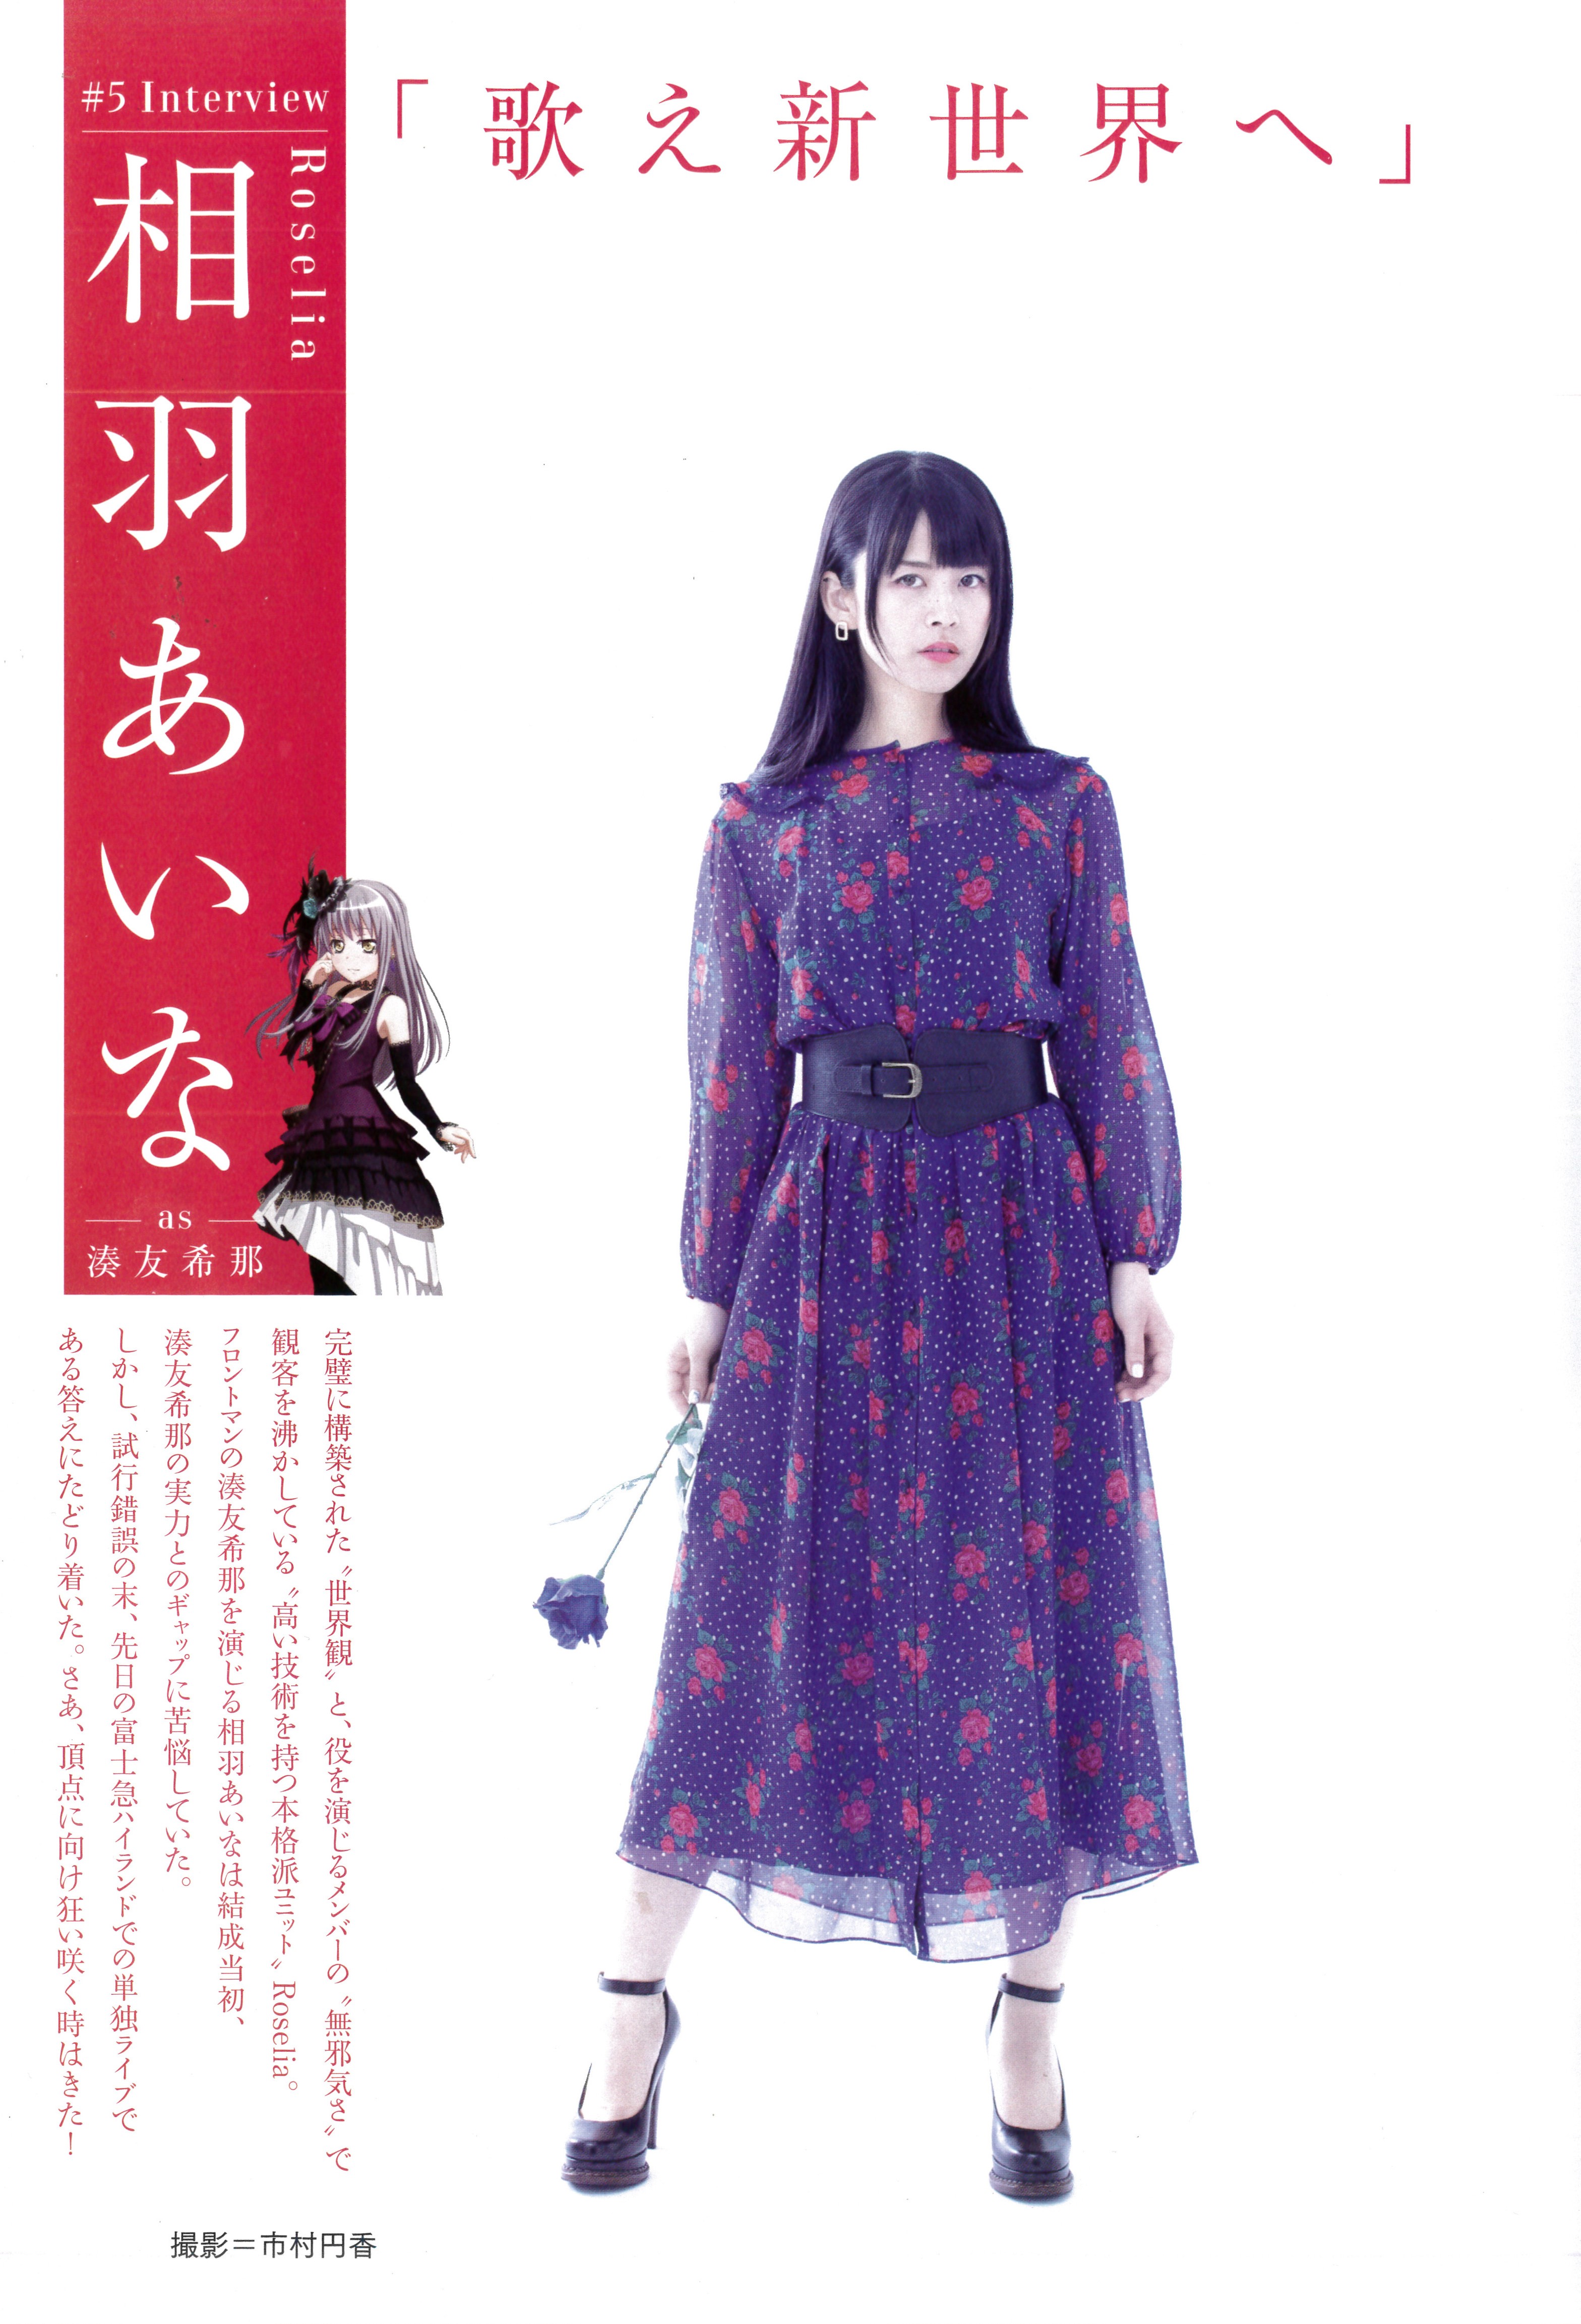 「歌え新世界へ」
#5 Interview
Roselia
相羽あいな
as
湊友希那
完璧に構築された〝世界観〟と、役を演じるメンバーの〝無邪気さ〟で
観客を沸かしている〝高い技術を持つ本格派ユニット〟Roselia。
フロントマンの湊友希那を演じる相羽あいなは結成当初、
湊友希那の実力とのギャップに苦悩していた。
しかし、試行錯誤の末、先日の富士急ハイランドでの単独ライブで
ある答えにたどり着いた。さあ、頂点に向け狂い咲く時はきた！
撮影＝市村円香